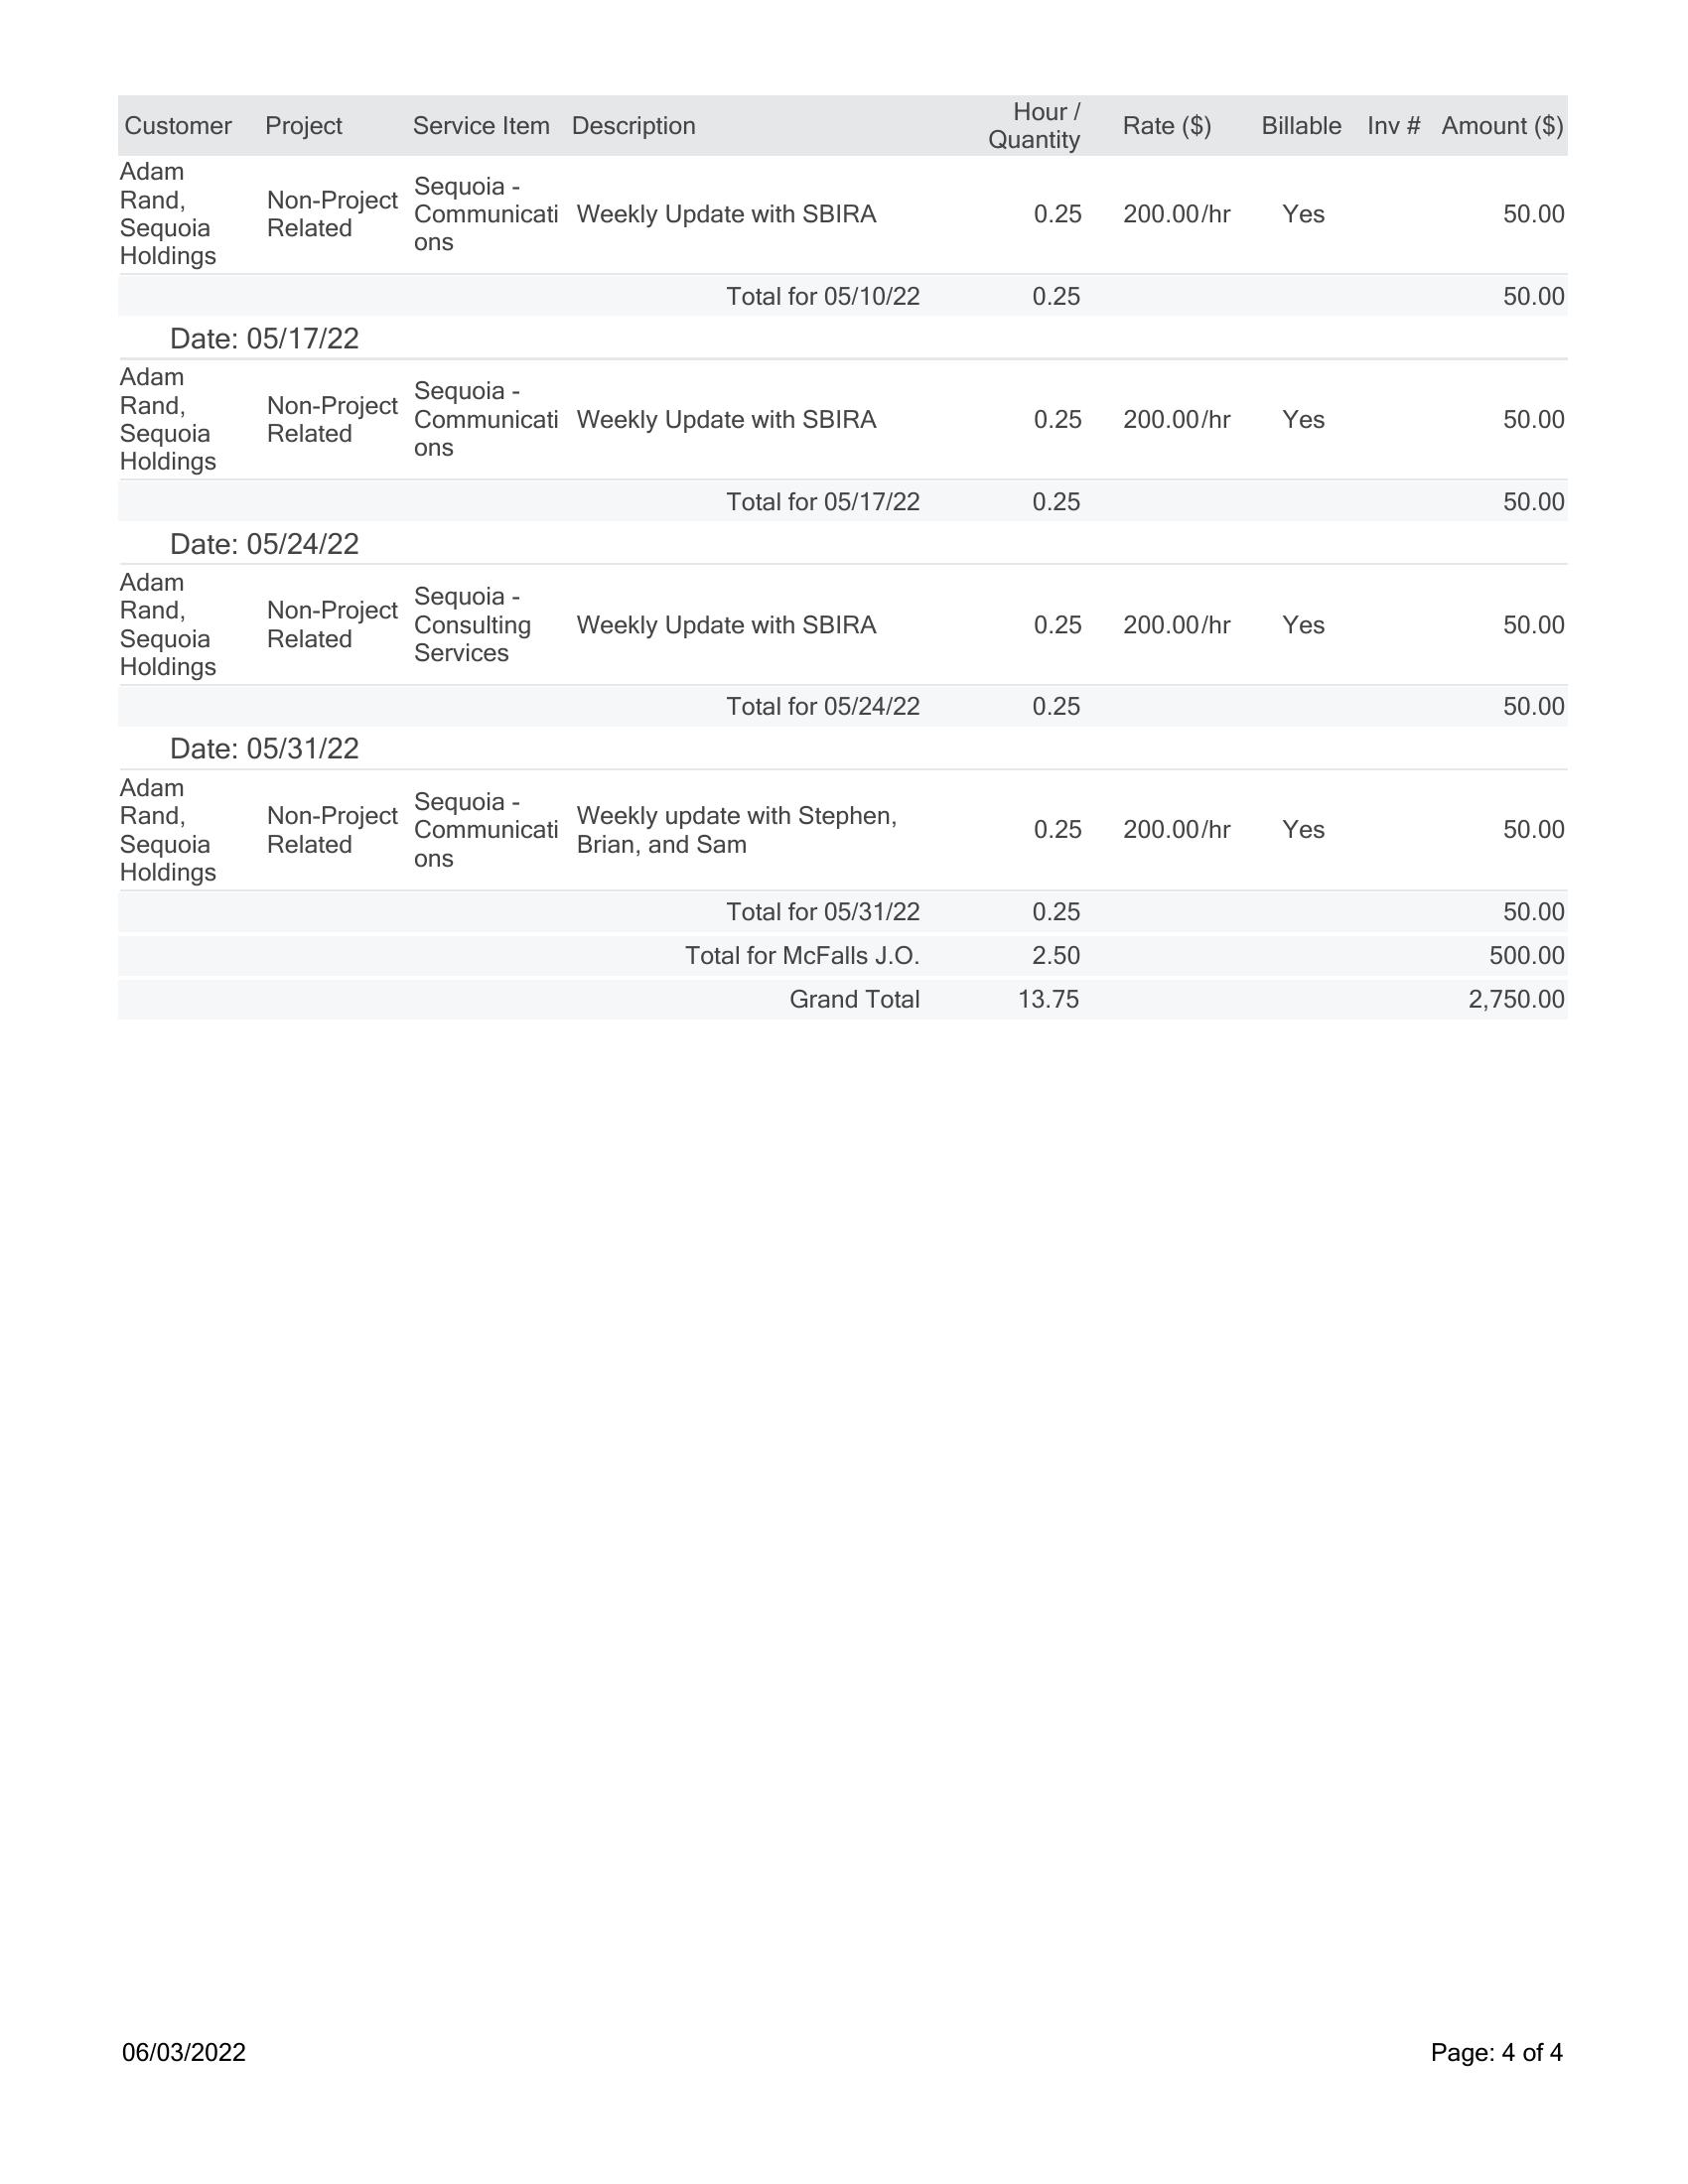 Customer Project Service Item Description Hour / Quantity Rate ($) Billable Inv # Amount ($)
Adam
Rand,
Sequoia
Holdings
Non-Project
Related
Sequoia -
Communicati
ons
Weekly Update with SBIRA 0.25 200.00/hr Yes 50.00
Total for 05/10/22 0.25 50.00
Date: 05/17/22
Adam
Rand,
Sequoia
Holdings
Non-Project
Related
Sequoia -
Communicati
ons
Weekly Update with SBIRA 0.25 200.00/hr Yes 50.00
Total for 05/17/22 0.25 50.00
Date: 05/24/22
Adam
Rand,
Sequoia
Holdings
Non-Project
Related
Sequoia -
Consulting
Services
Weekly Update with SBIRA 0.25 200.00/hr Yes 50.00
Total for 05/24/22 0.25 50.00
Date: 05/31/22
Adam
Rand,
Sequoia
Holdings
Non-Project
Related
Sequoia -
Communicati
ons
Weekly update with Stephen,
Brian, and Sam
0.25 200.00/hr Yes 50.00
Total for 05/31/22 0.25 50.00
Total for McFalls J.O. 2.50 500.00
Grand Total 13.75 2,750.00
06/03/2022 Page: 4 of 4